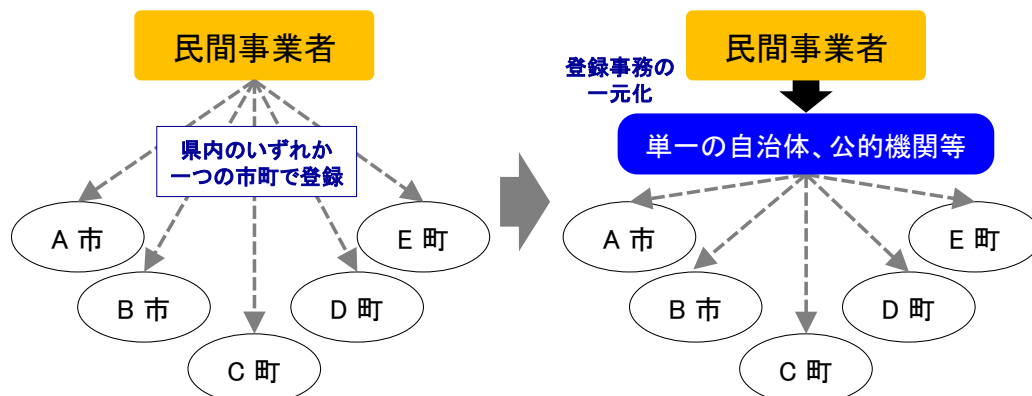 民間事業者
県内のいずれか
一つの市町で登録
A 市
B 市
C 町
D 町
E 町
民間事業者
登録事務の
一元化
単一の自治体、公的機関等
A 市
B 市
C 町
D 町
E 町